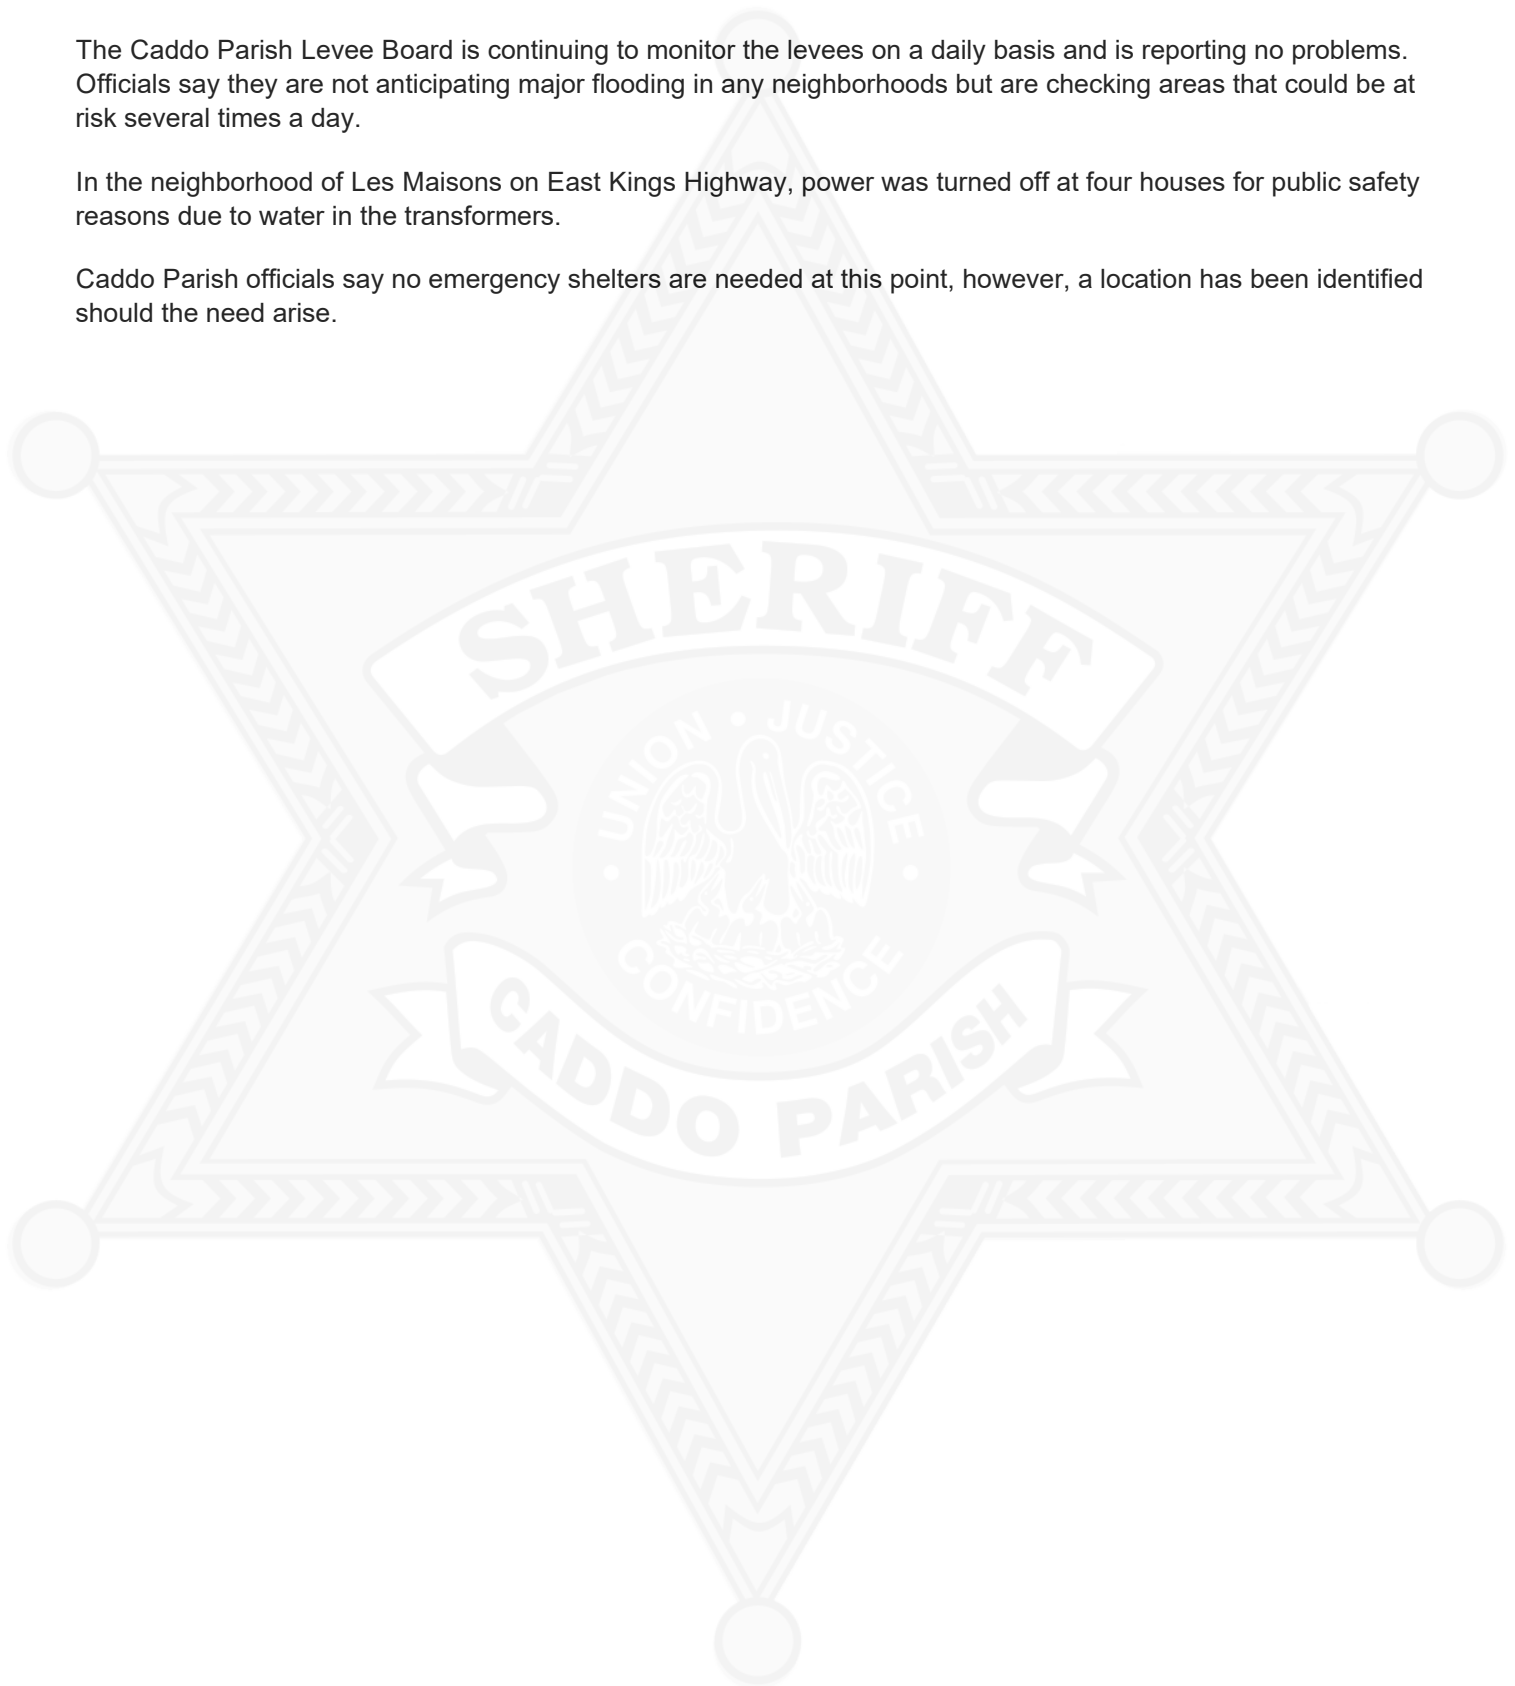 The Caddo Parish Levee Board is continuing to monitor the levees on a daily basis and is reporting no problems.
Officials say they are not anticipating major flooding in any neighborhoods but are checking areas that could be at
risk several times a day.
In the neighborhood of Les Maisons on East Kings Highway, power was turned off at four houses for public safety
reasons due to water in the transformers.
Caddo Parish officials say no emergency shelters are needed at this point, however, a location has been identified
should the need arise.
SHERIFF
UNION • JUSTICE
• CONFIDENCE •
CADDO PARISH